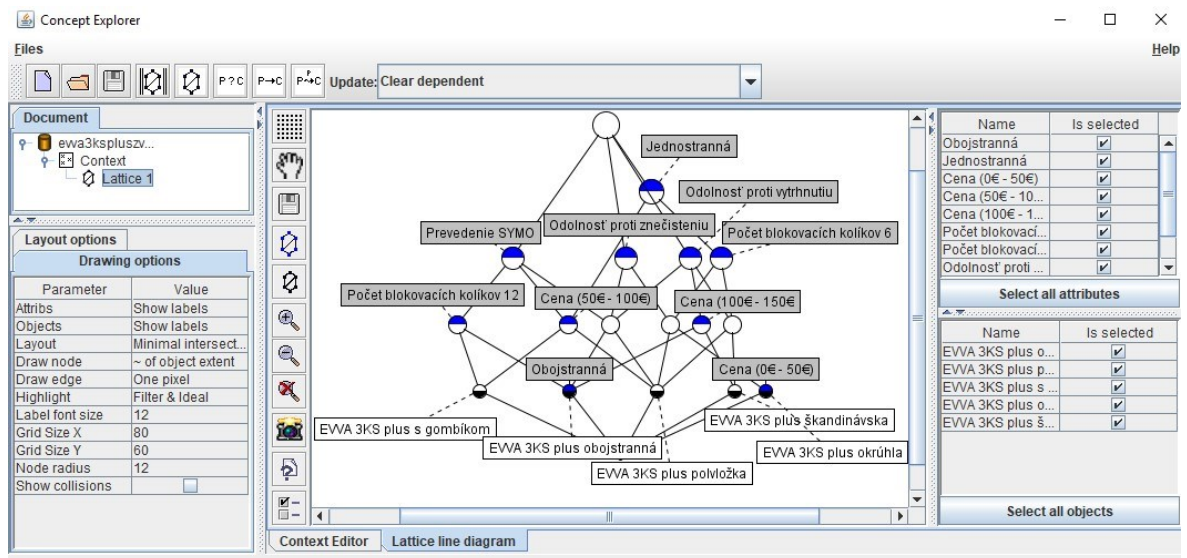 Concept Explorer
Files
Help
P?C
P→C
Update:
Clear dependent
Document
evva3kspluszv...
Context
Lattice 1
Layout options
Drawing options
Parameter Value
Attribs Show labels
Objects Show labels
Layout Minimal intersect...
Draw node ~ of object extent
Draw edge One pixel
Highlight Filter & Ideal
Label font size 12
Grid Size X 80
Grid Size Y 60
Node radius 12
Show collisions
Jednostranná
Odolnosť proti vytrhnutiu
Prevedenie SYMO
Odolnosť proti znečisteniu
Počet blokovacích kolíkov 6
Počet blokovacích kolíkov 12
Cena (50€ - 100€)
Cena (100€ - 150€
Obojstranná
Cena (0€ - 50€)
EVVA 3KS plus s gombíkom
EVVA 3KS plus škandinávska
EVVA 3KS plus obojstranná
EVVA 3KS plus okrúhla
EVVA 3KS plus polvložka
Context Editor
Lattice line diagram
Name Is selected
Obojstranná
Jednostranná
Cena (0€ - 50€)
Cena (50€ - 10...
Cena (100€ - 1...
Počet blokovací...
Počet blokovací...
Odolnosť proti ...
Select all attributes
Name Is selected
EVVA 3KS plus o...
EVVA 3KS plus p...
EVVA 3KS plus s ...
EVVA 3KS plus o...
EVVA 3KS plus š...
Select all objects